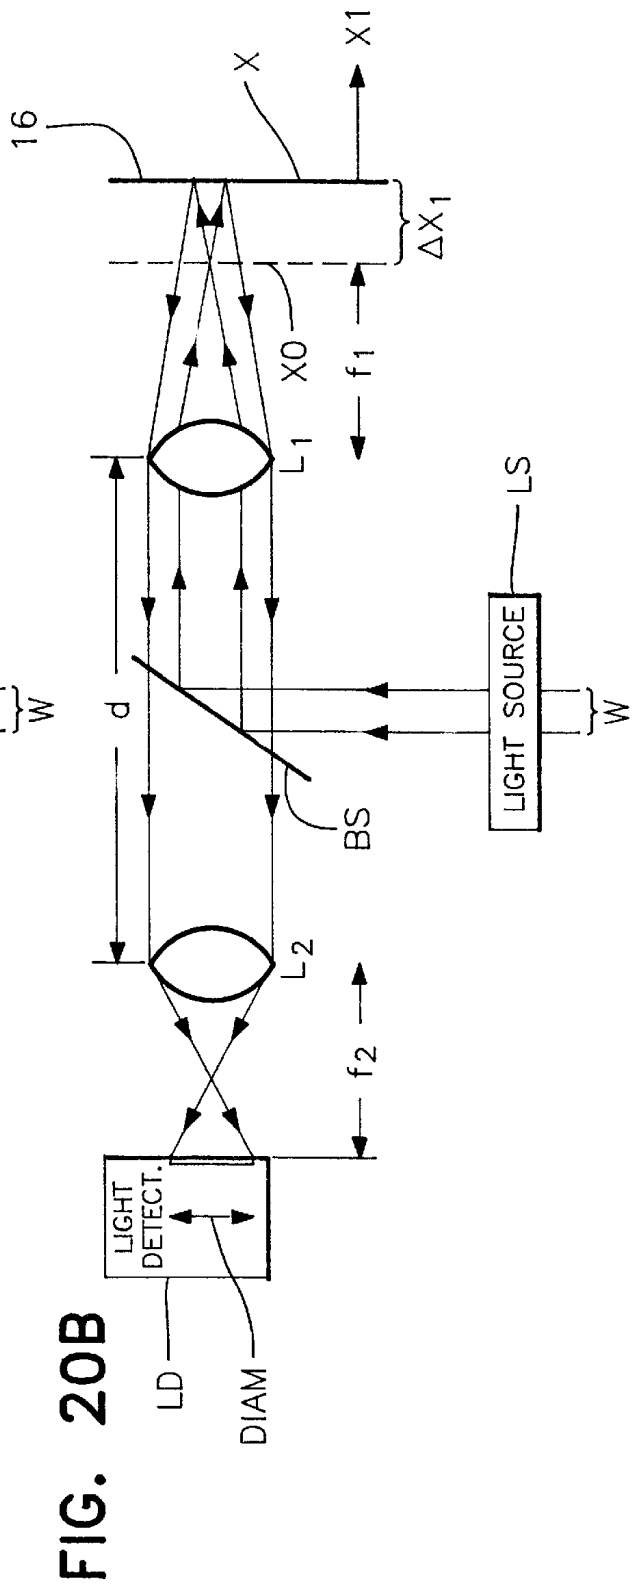 FIG. 20B
W
16
X
X1
ΔX₁
X0
f₁
L₁
d
BS
L₂
f₂
LIGHT SOURCE
LS
W
LIGHT
DETECT.
LD
DIAM